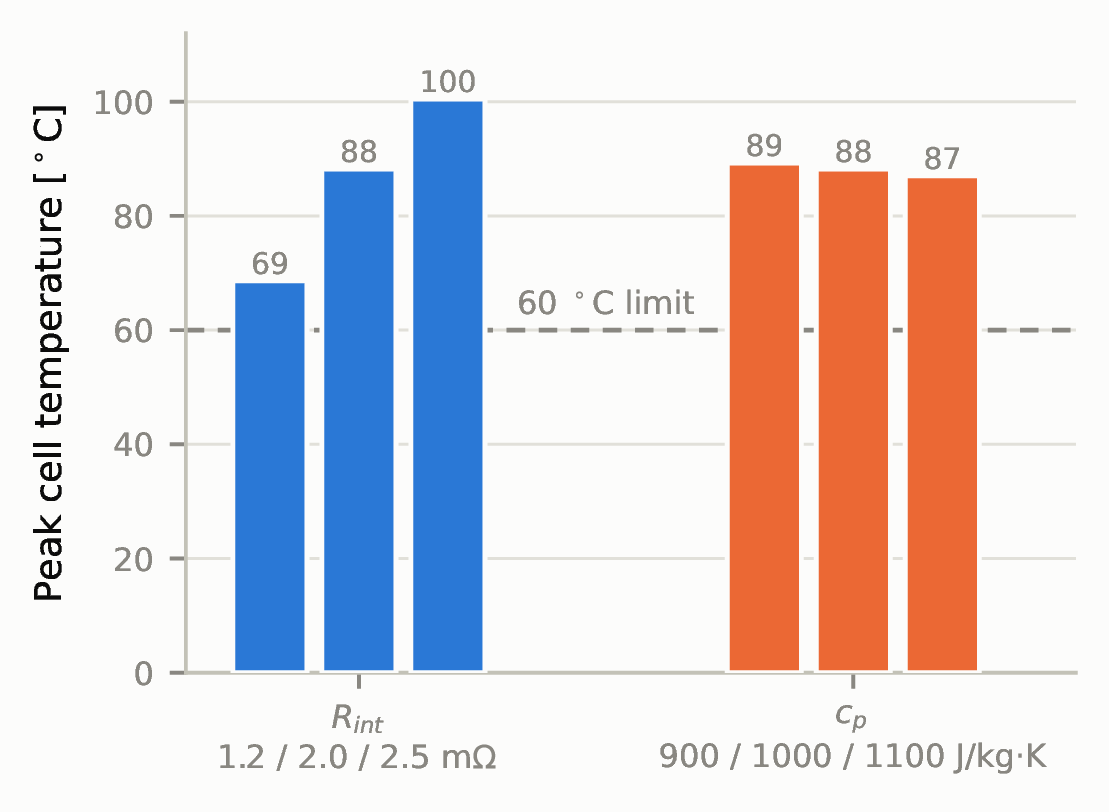 Peak cell temperature [°C]
100
80
60
40
20
0
69
88
100
60 °C limit
89
88
87
R_int
1.2 / 2.0 / 2.5 mΩ
c_p
900 / 1000 / 1100 J/kg·K